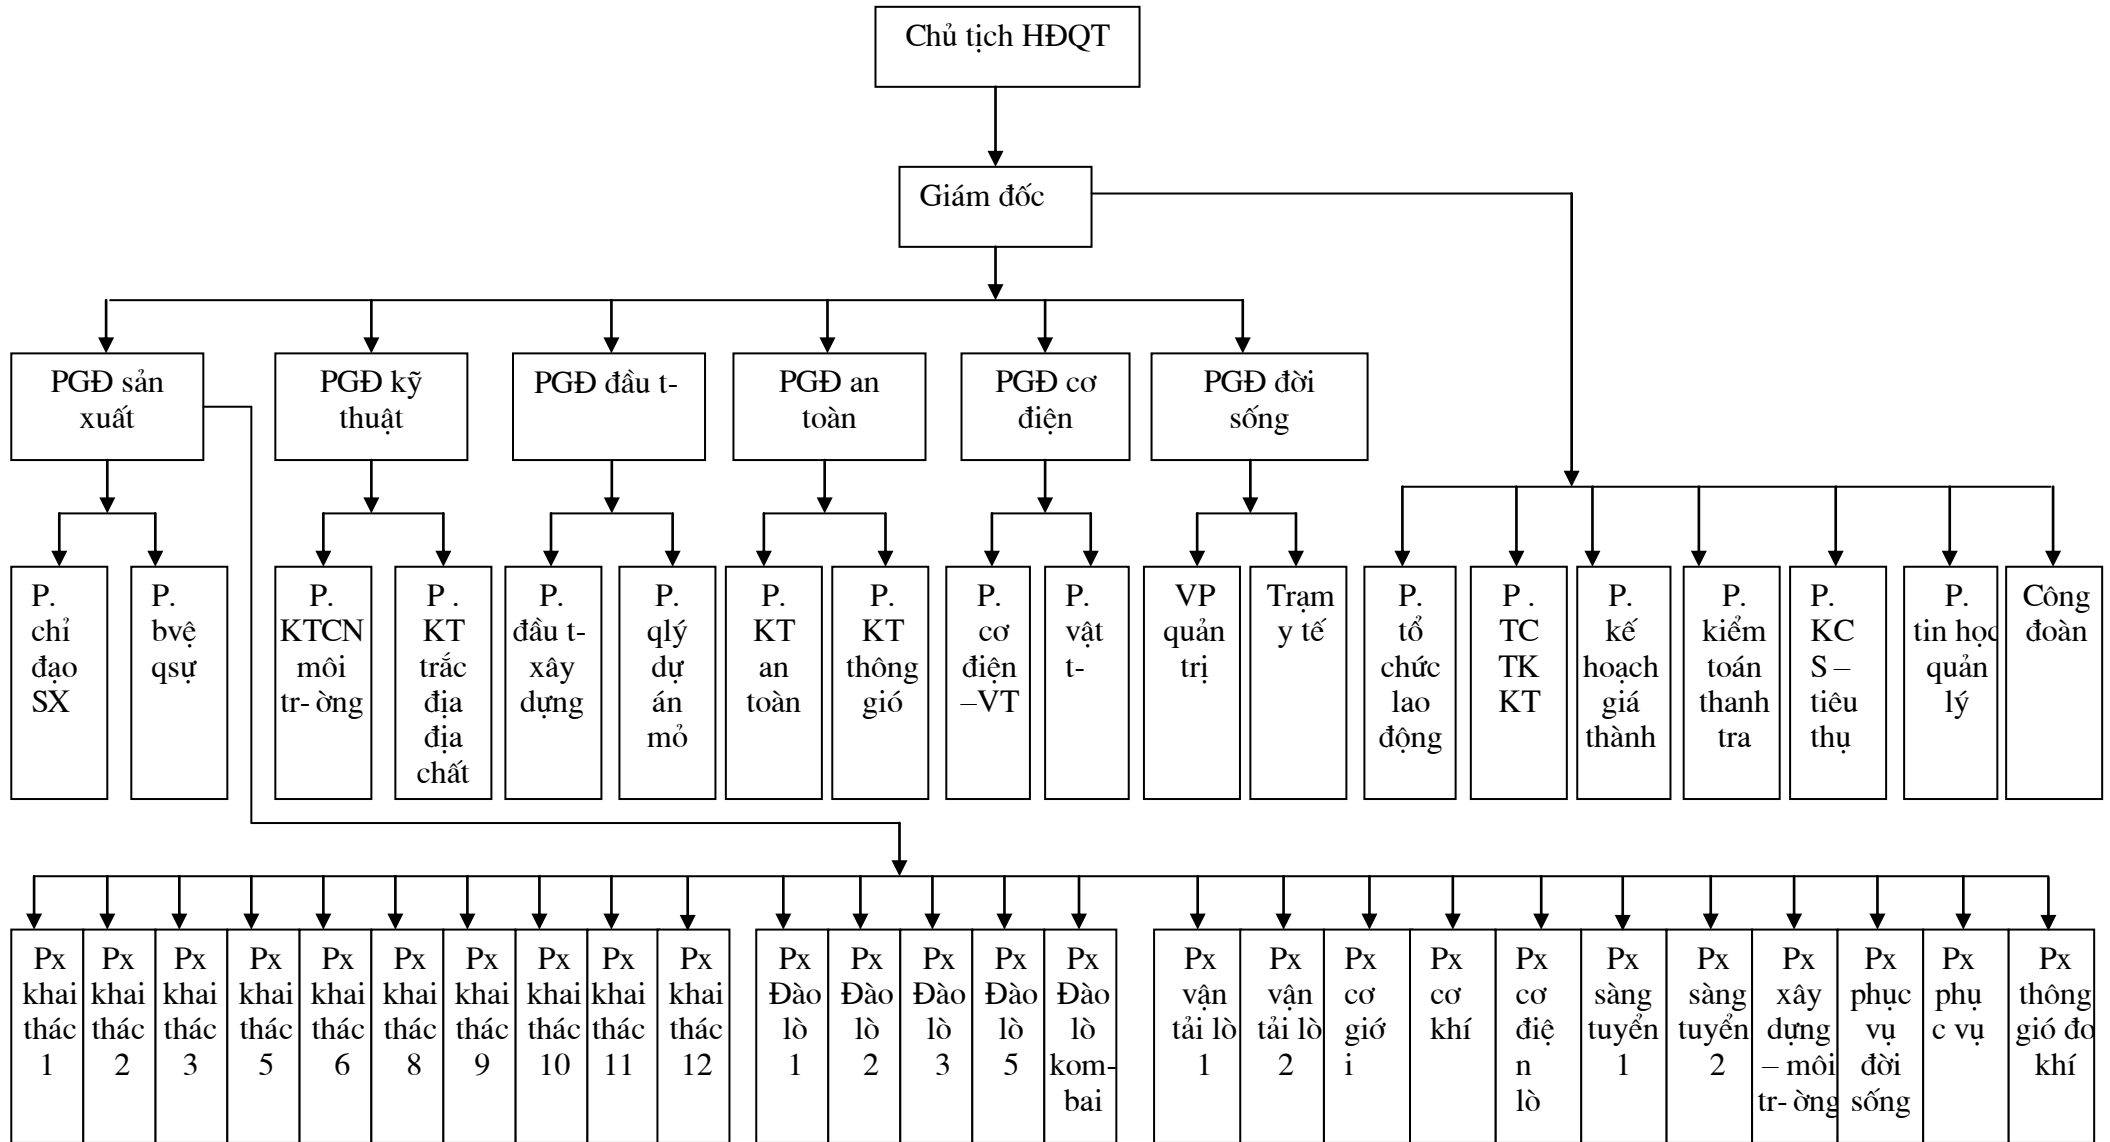 Chủ tịch HĐQT
Giám đốc
PGĐ sản
xuất
PGĐ kỹ
thuật
PGĐ đầu t-
PGĐ an
toàn
PGĐ cơ
điện
PGĐ đời
sống
P.
chỉ
đạo
SX
P.
bvệ
qsự
P.
KTCN
môi
tr- ờng
P .
KT
trắc
địa
địa
chất
P.
đầu t-
xây
dựng
P.
qlý
dự
án
mỏ
P.
KT
an
toàn
P.
KT
thông
gió
P.
cơ
điện
–VT
P.
vật
t-
VP
quản
trị
Trạm
y tế
P.
tổ
chức
lao
động
P .
TC
TK
KT
P.
kế
hoạch
giá
thành
P.
kiểm
toán
thanh
tra
P.
KC
S –
tiêu
thụ
P.
tin học
quản
lý
Công
đoàn
Px
khai
thác
1
Px
khai
thác
2
Px
khai
thác
3
Px
khai
thác
5
Px
khai
thác
6
Px
khai
thác
8
Px
khai
thác
9
Px
khai
thác
10
Px
khai
thác
11
Px
khai
thác
12
Px
Đào
lò
1
Px
Đào
lò
2
Px
Đào
lò
3
Px
Đào
lò
5
Px
Đào
lò
kom-
bai
Px
vận
tải lò
1
Px
vận
tải lò
2
Px
cơ
giớ
i
Px
cơ
khí
Px
cơ
điệ
n
lò
Px
sàng
tuyển
1
Px
sàng
tuyển
2
Px
xây
dựng
– môi
tr- ờng
Px
phục
vụ
đời
sống
Px
phụ
c vụ
Px
thông
gió đo
khí